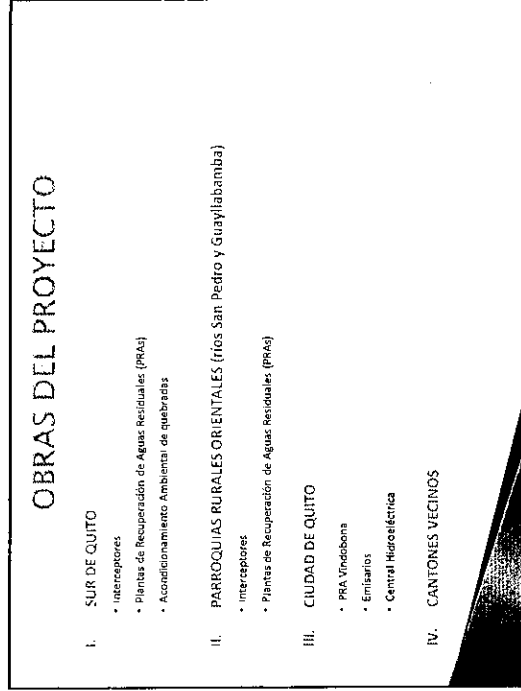 OBRAS DEL PROYECTO
I. SUR DE QUITO
• Interceptores
• Plantas de Recuperación de Aguas Residuales (PRAs)
• Acondicionamiento Ambiental de quebradas
II. PARROQUIAS RURALES ORIENTALES (ríos San Pedro y Guayllabamba)
• Interceptores
• Plantas de Recuperación de Aguas Residuales (PRAs)
III. CIUDAD DE QUITO
• PRA Vindobona
• Emisarios
• Central Hidroeléctrica
IV. CANTONES VECINOS